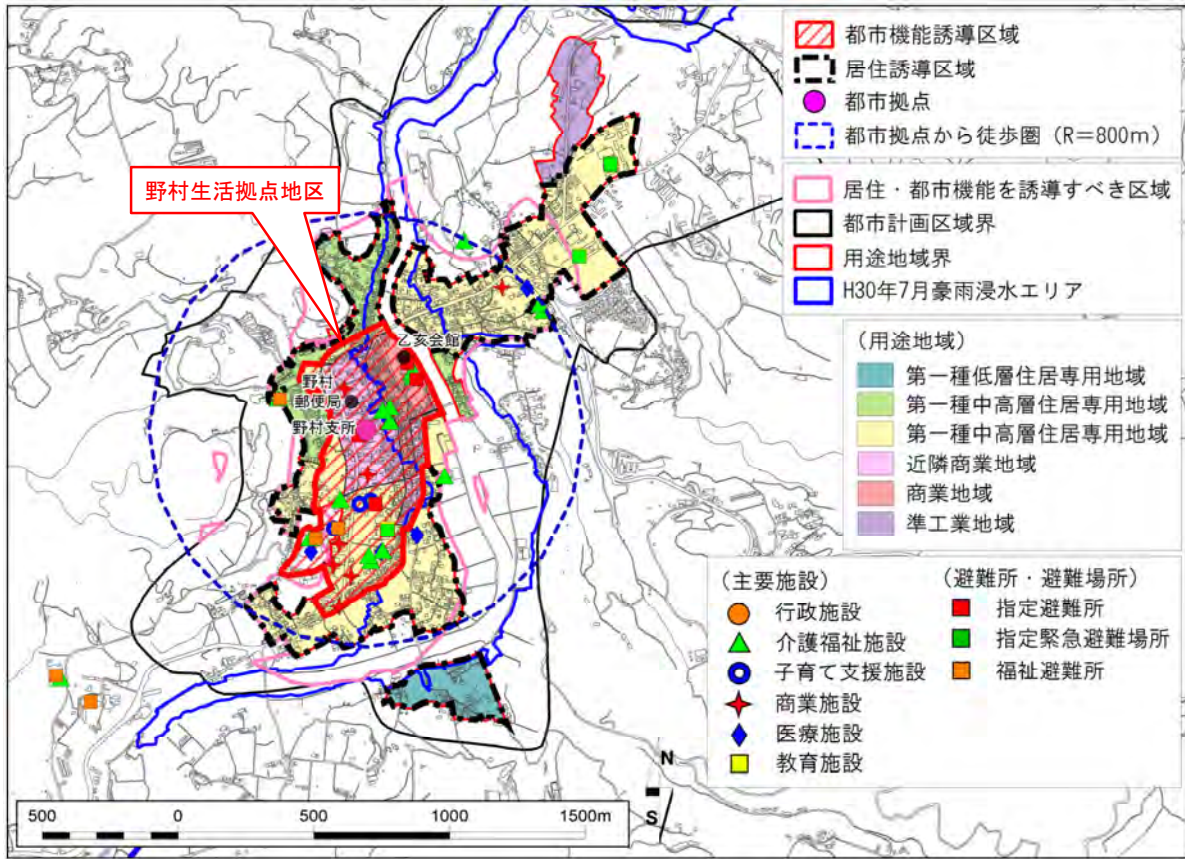 都市機能誘導区域
居住誘導区域
都市拠点
都市拠点から徒歩圏（R＝800m）
居住・都市機能を誘導すべき区域
都市計画区域界
用途地域界
H30年7月豪雨浸水エリア
（用途地域）
第一種低層住居専用地域
第一種中高層住居専用地域
第一種中高層住居専用地域
近隣商業地域
商業地域
準工業地域
（主要施設）
行政施設
介護福祉施設
子育て支援施設
商業施設
医療施設
教育施設
（避難所・避難場所）
指定避難所
指定緊急避難場所
福祉避難所
野村生活拠点地区
乙亥会館
野村
郵便局
野村支所
N
S
500 0 500 1000 1500m